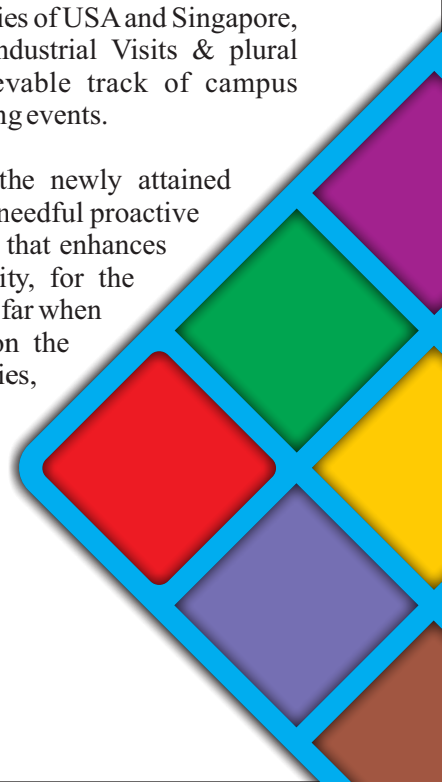 ies of USA and Singapore,
ndustrial Visits & plural
evable track of campus
ng events.
the newly attained
needful proactive
that enhances
ity, for the
far when
on the
ies,